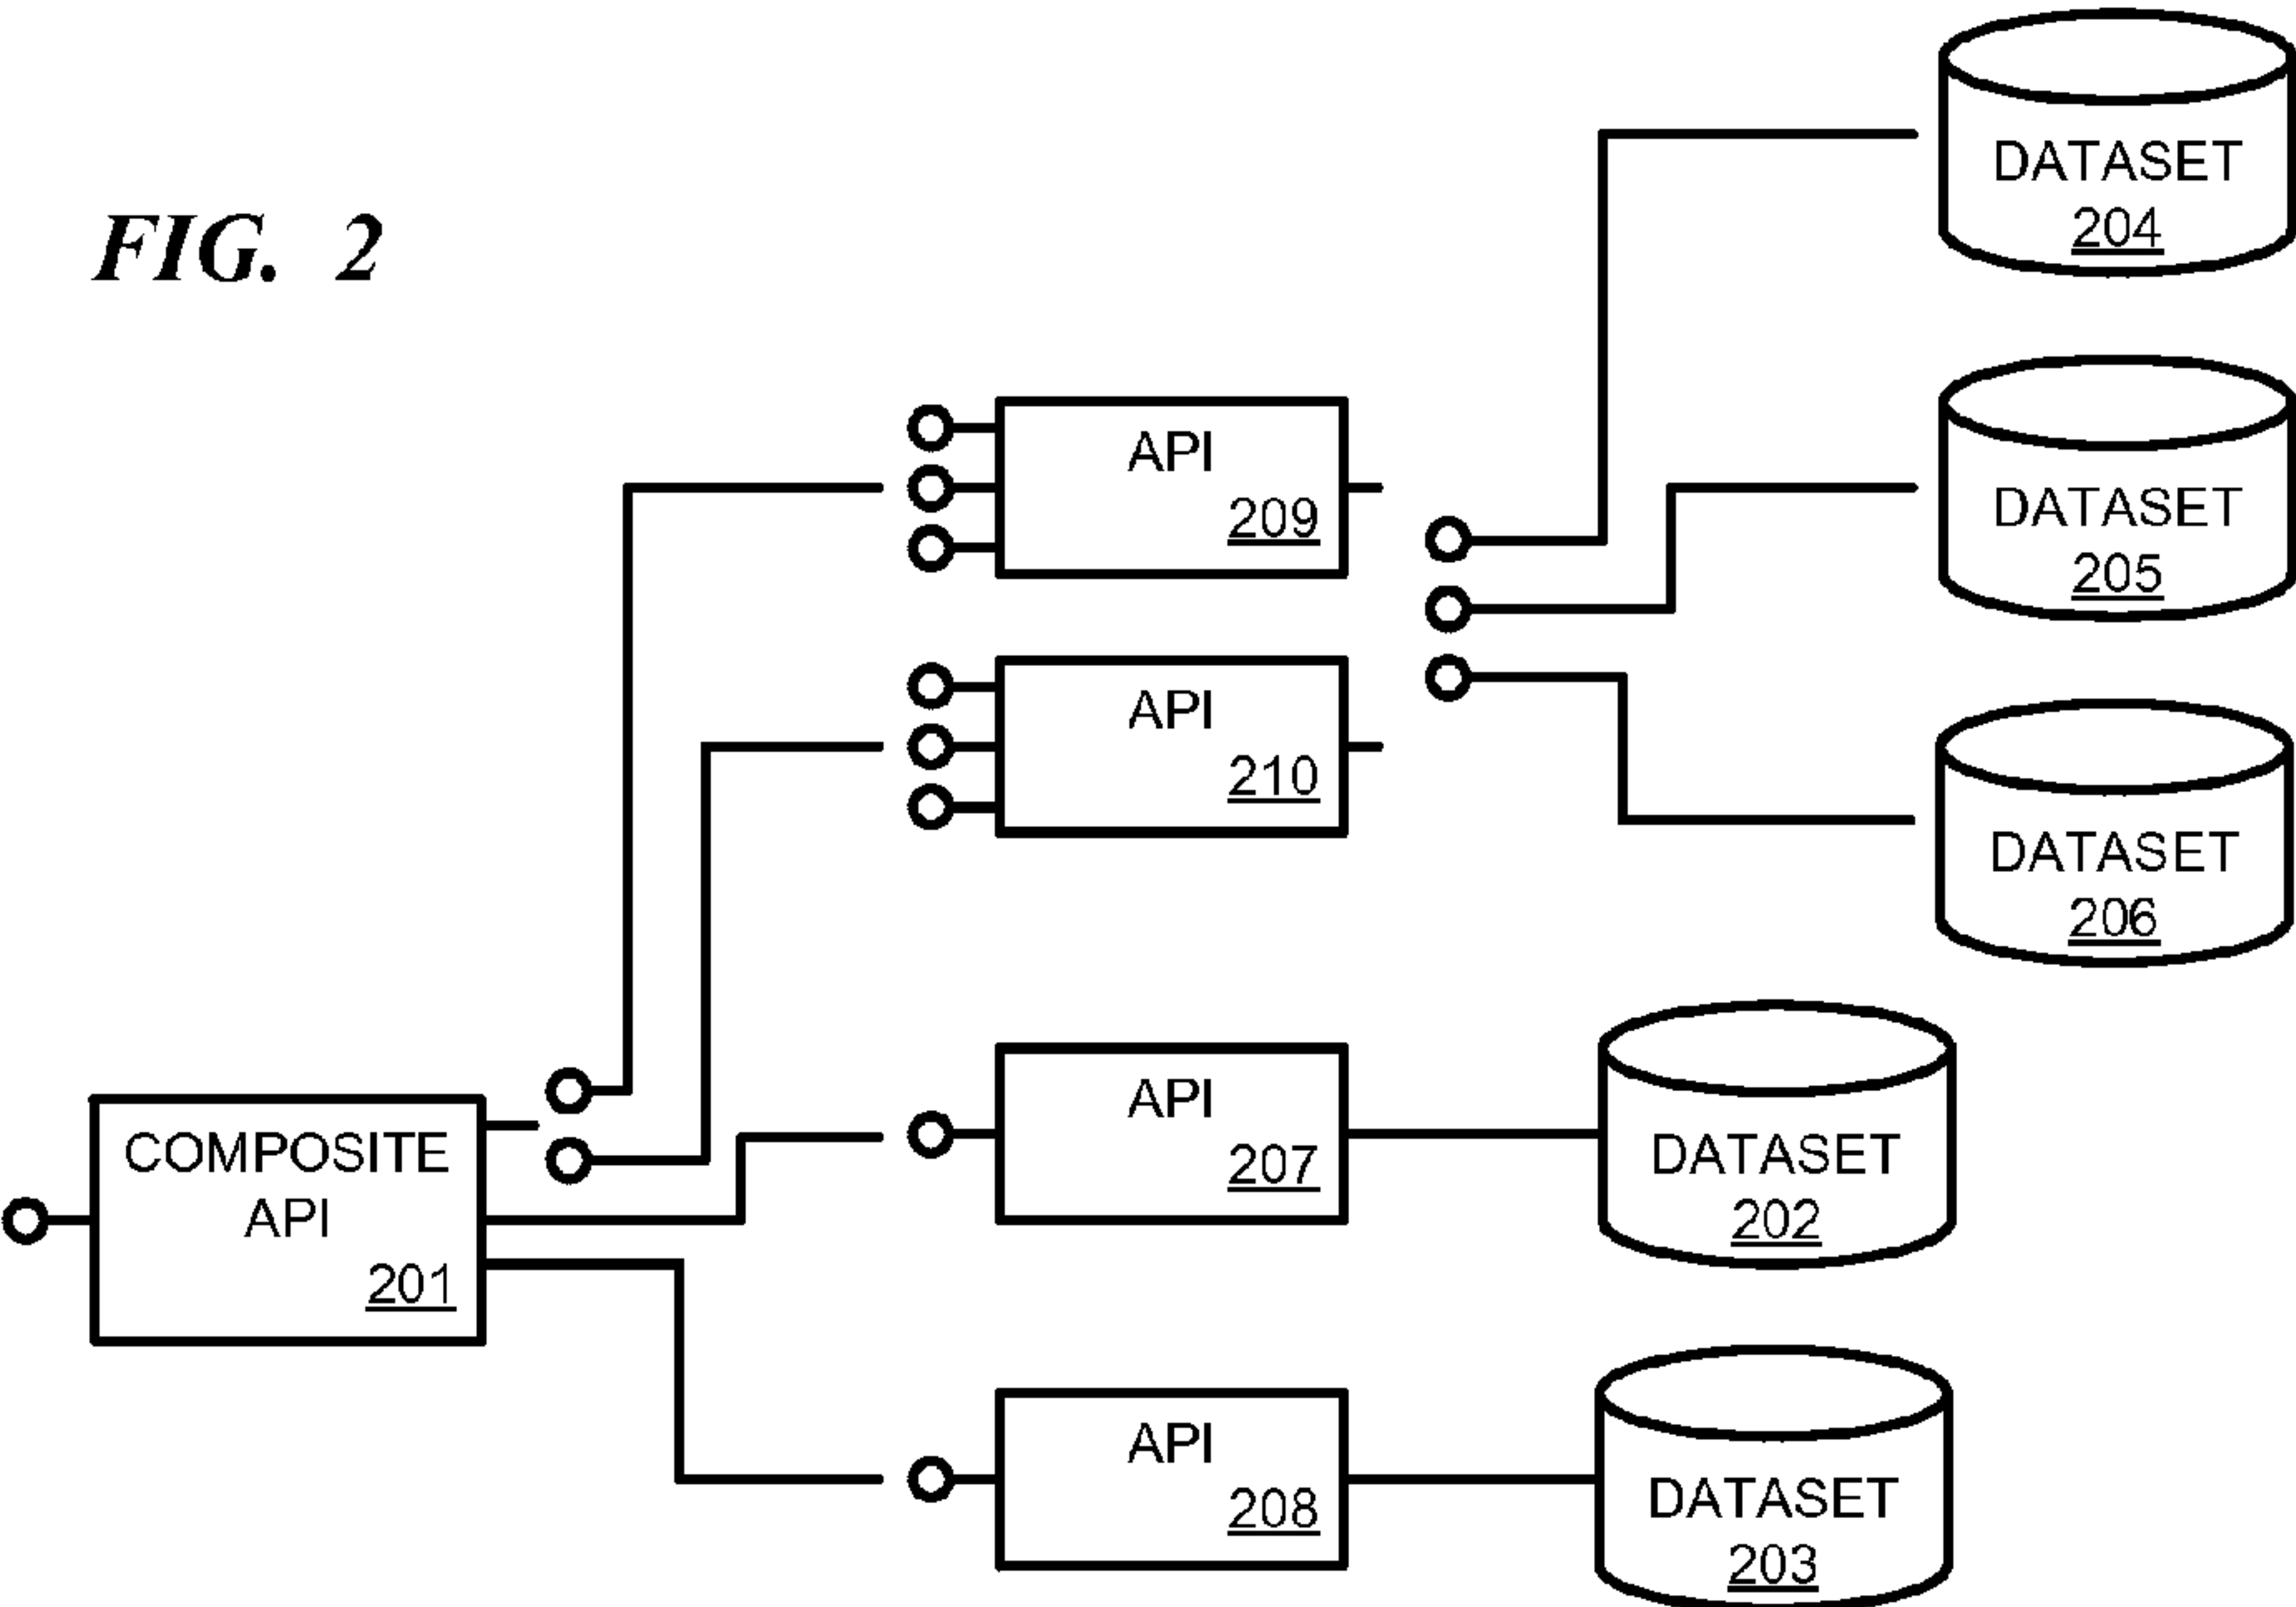 FIG. 2
DATASET
204
DATASET
205
API
209
API
210
DATASET
206
API
207
DATASET
202
COMPOSITE
API
201
API
208
DATASET
203